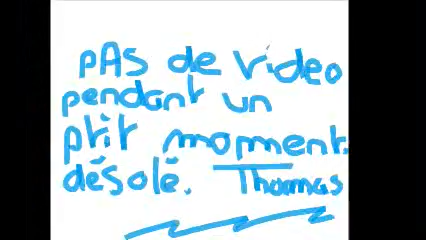 pAs de video
pendant un
ptit moment.
désolé. Thomas